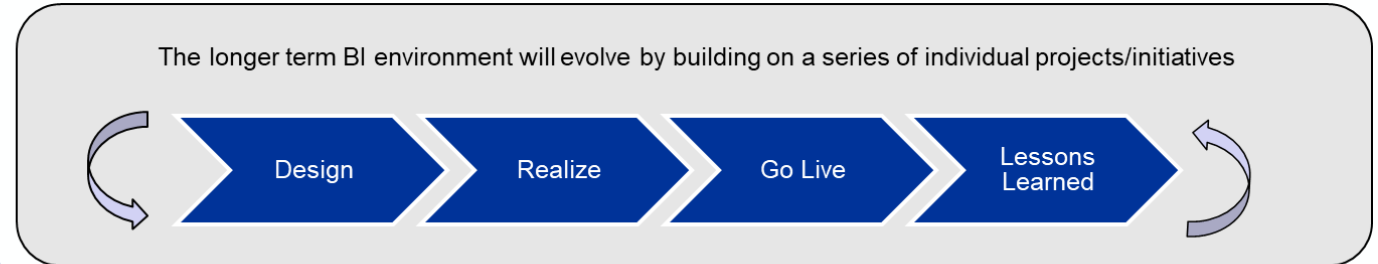 The longer term BI environment will evolve by building on a series of individual projects/initiatives
Design
Realize
Go Live
Lessons
Learned